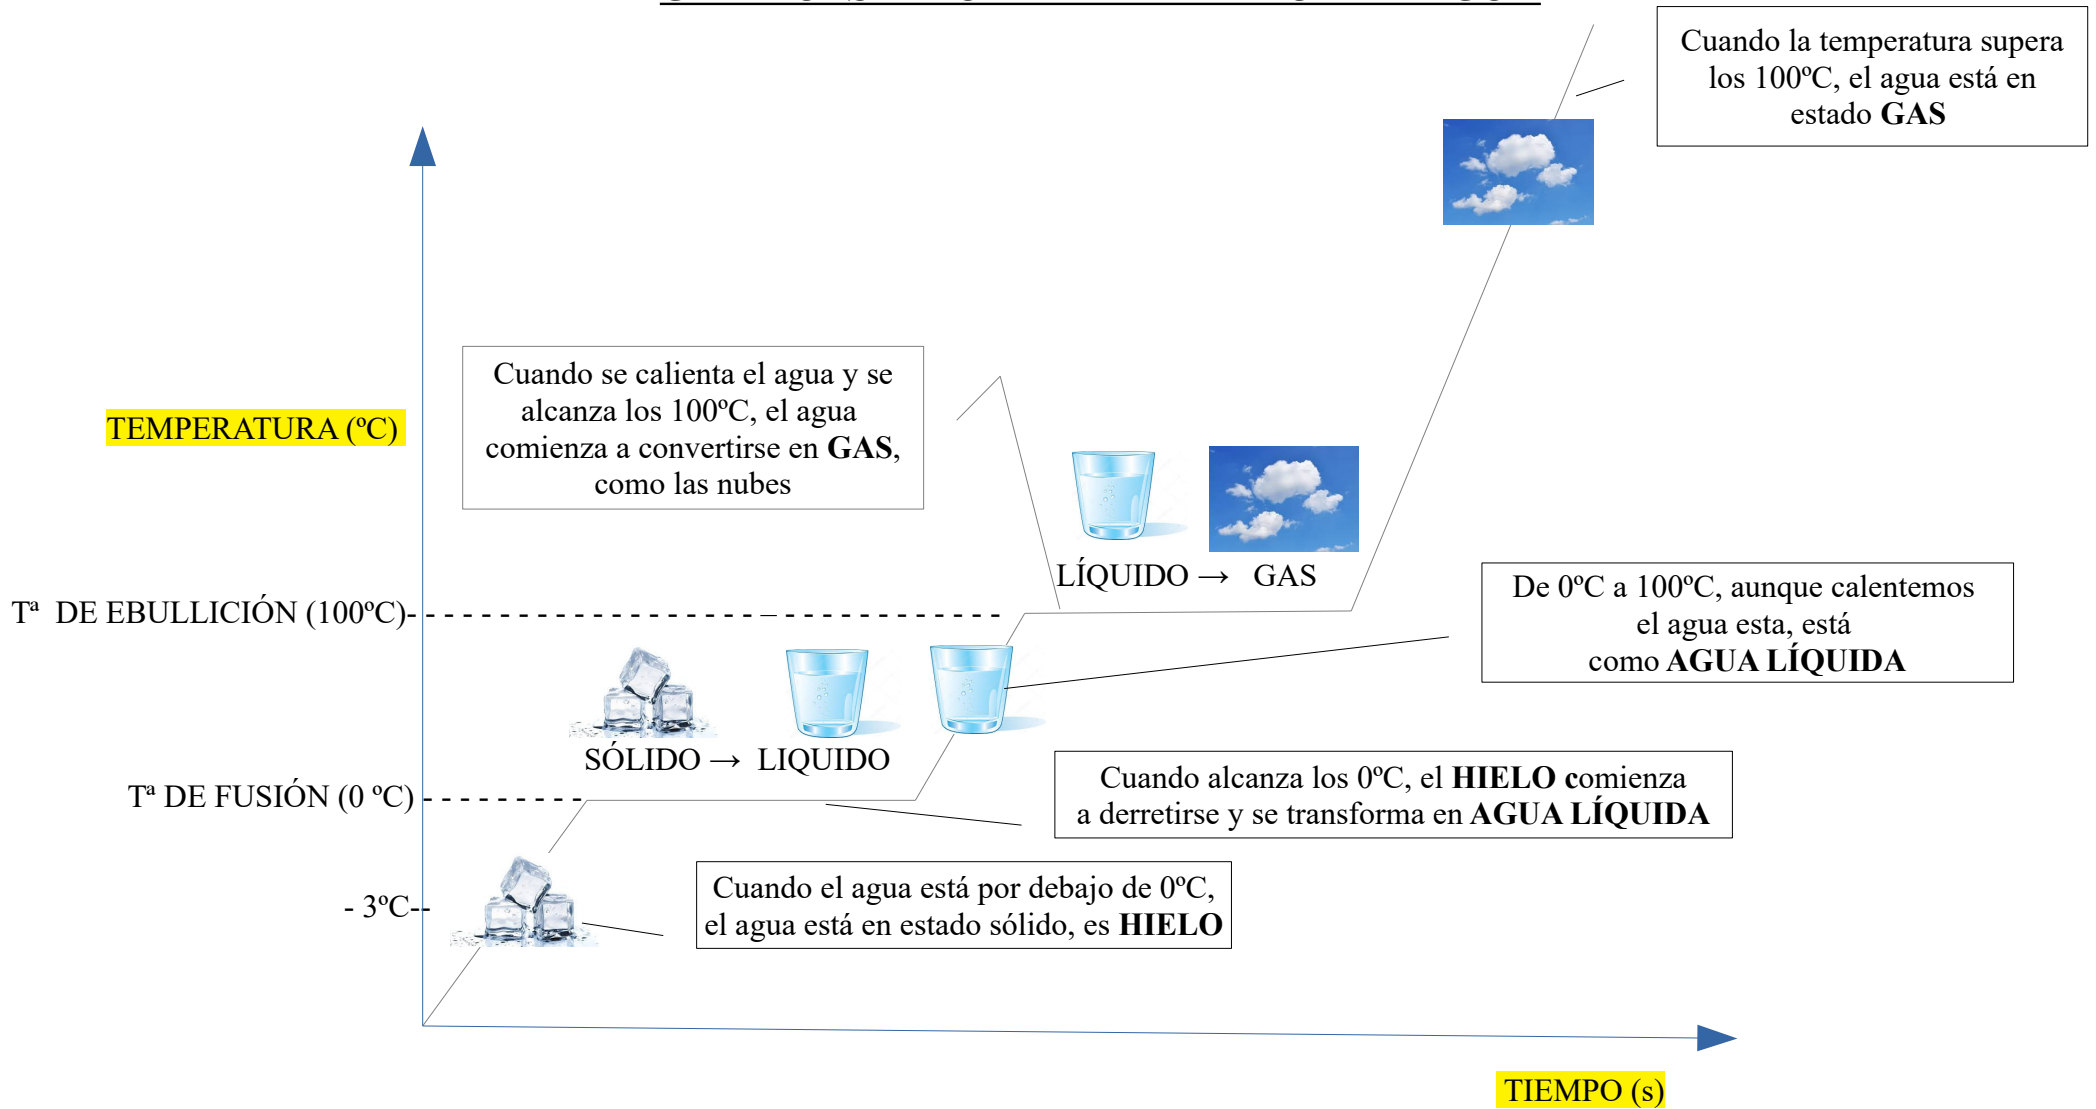 Cuando la temperatura supera
los 100ºC, el agua está en
estado GAS
Cuando se calienta el agua y se
alcanza los 100ºC, el agua
comienza a convertirse en GAS,
como las nubes
TEMPERATURA (ºC)
LÍQUIDO → GAS
Tª DE EBULLICIÓN (100ºC)
De 0ºC a 100ºC, aunque calentemos
el agua esta, está
como AGUA LÍQUIDA
SÓLIDO → LIQUIDO
Tª DE FUSIÓN (0 ºC)
Cuando alcanza los 0ºC, el HIELO comienza
a derretirse y se transforma en AGUA LÍQUIDA
Cuando el agua está por debajo de 0ºC,
el agua está en estado sólido, es HIELO
- 3ºC
TIEMPO (s)